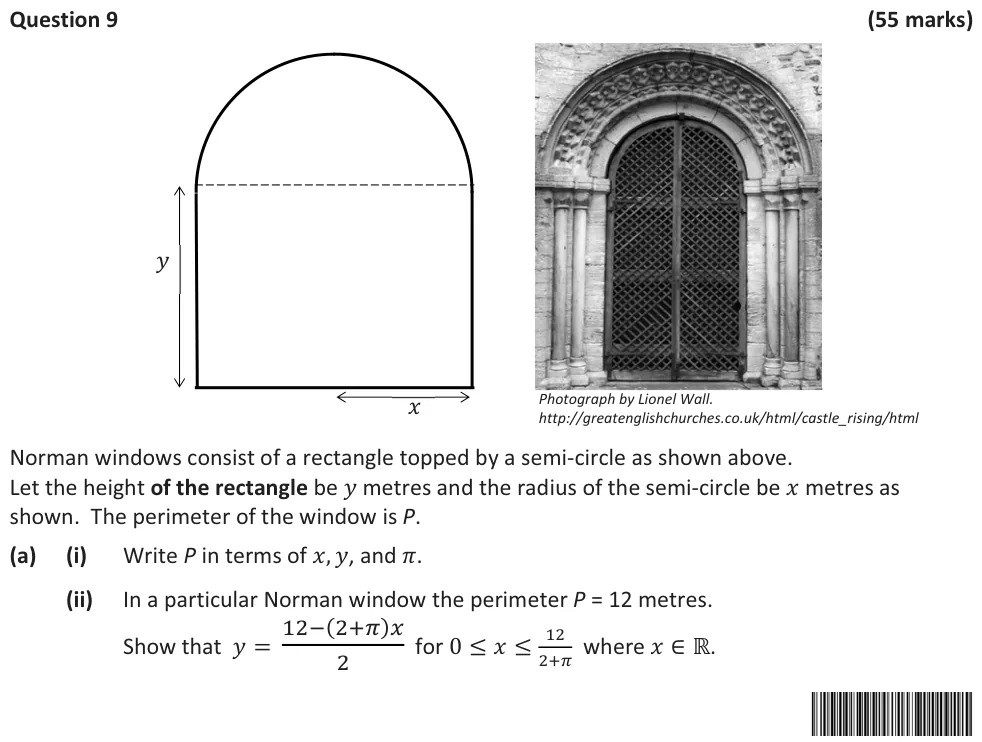 Question 9 (55 marks)
y
x
Photograph by Lionel Wall.
http://greatenglishchurches.co.uk/html/castle_rising/html
Norman windows consist of a rectangle topped by a semi-circle as shown above.
Let the height of the rectangle be y metres and the radius of the semi-circle be x metres as
shown. The perimeter of the window is P.
(a) (i) Write P in terms of x, y, and π.
(ii) In a particular Norman window the perimeter P = 12 metres.
Show that y = \frac{12−(2+π)x}{2} for 0 ≤ x ≤ \frac{12}{2+π} where x ∈ ℝ.